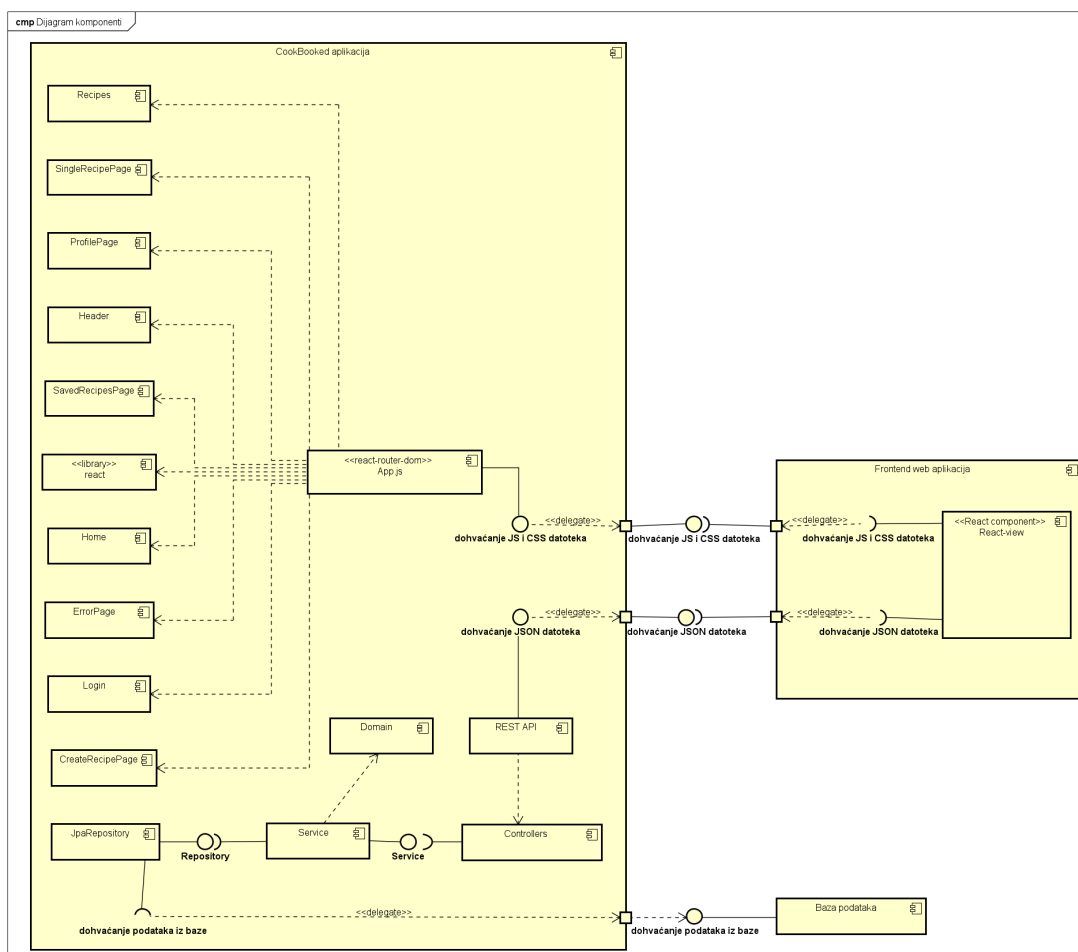 cmp Dijagram komponenti
CookBooked aplikacija
Recipes
SingleRecipePage
ProfilePage
Header
SavedRecipesPage
<<library>>
react
<<react-router-dom>>
App.js
Frontend web aplikacija
<<delegate>>
<<delegate>>
<<React component>>
React-view
dohvaćanje JS i CSS datoteka
dohvaćanje JS i CSS datoteka
dohvaćanje JS i CSS datoteka
Home
ErrorPage
<<delegate>>
<<delegate>>
dohvaćanje JSON datoteka
dohvaćanje JSON datoteka
dohvaćanje JSON datoteka
Login
Domain
REST API
CreateRecipePage
JpaRepository
Repository
Service
Service
Controllers
<<delegate>>
Baza podataka
dohvaćanje podataka iz baze
dohvaćanje podataka iz baze